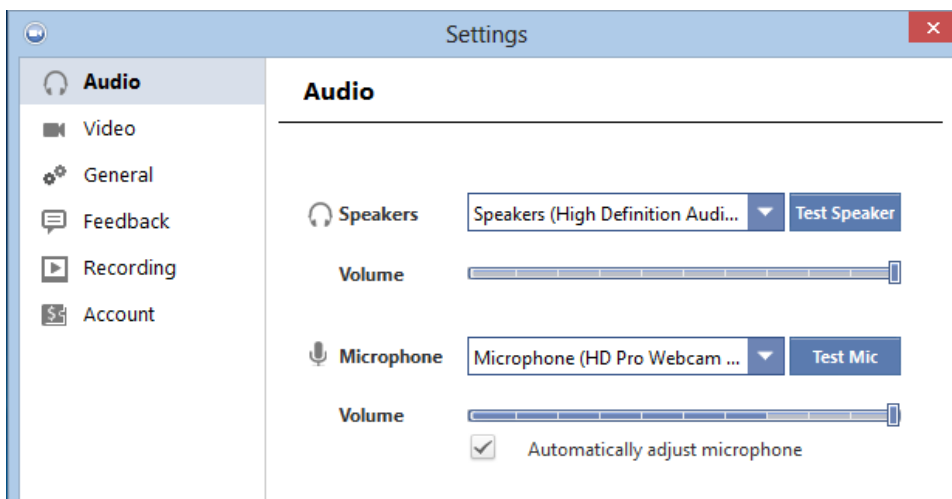 Settings
Audio
Video
General
Feedback
Recording
Account
Audio
Speakers Speakers (High Definition Audi... Test Speaker
Volume
Microphone Microphone (HD Pro Webcam ... Test Mic
Volume
Automatically adjust microphone